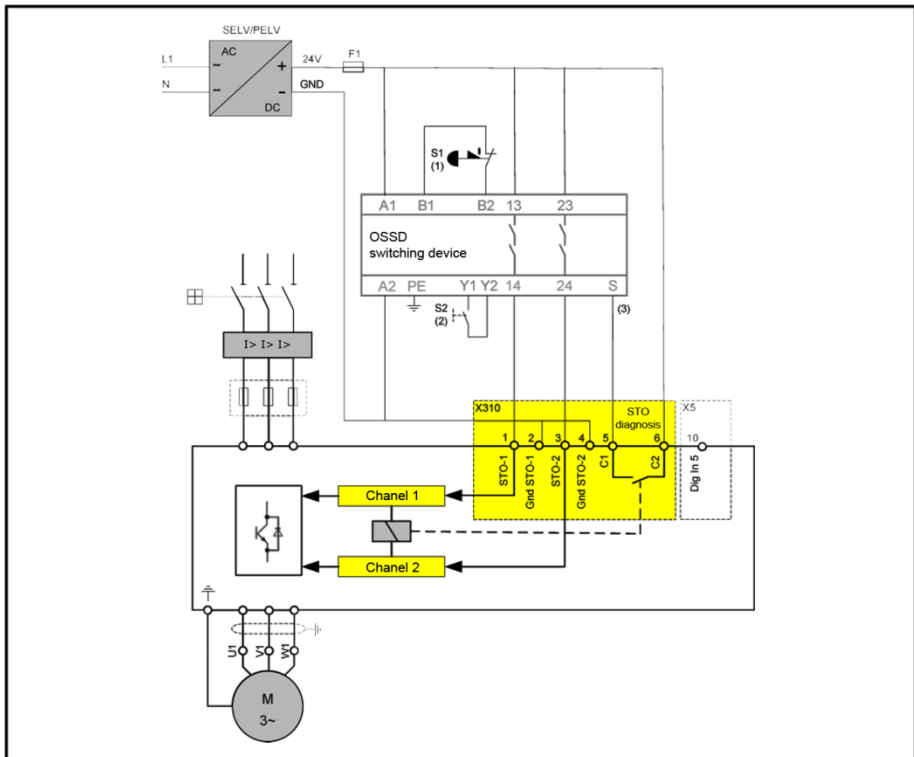 SELV/PELV
L1
AC
~
+
24V
F1
N
~
-
GND
DC
S1
(1)
A1 B1 B2 13 23
OSSD
switching device
A2 PE Y1 Y2 14 24 S
S2
(2)
(3)
I> I> I>
X310
STO
diagnosis
X5
1 2 3 4 5 6 10
STO-1
Gnd STO-1
STO-2
Gnd STO-2
C1
C2
Dig In 5
Chanel 1
Chanel 2
U1
V1
W1
M
3~